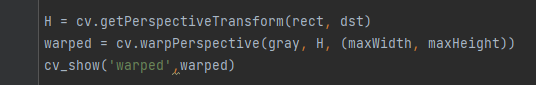 H = cv.getPerspectiveTransform(rect, dst)
warped = cv.warpPerspective(gray, H, (maxWidth, maxHeight))
cv_show('warped',warped)